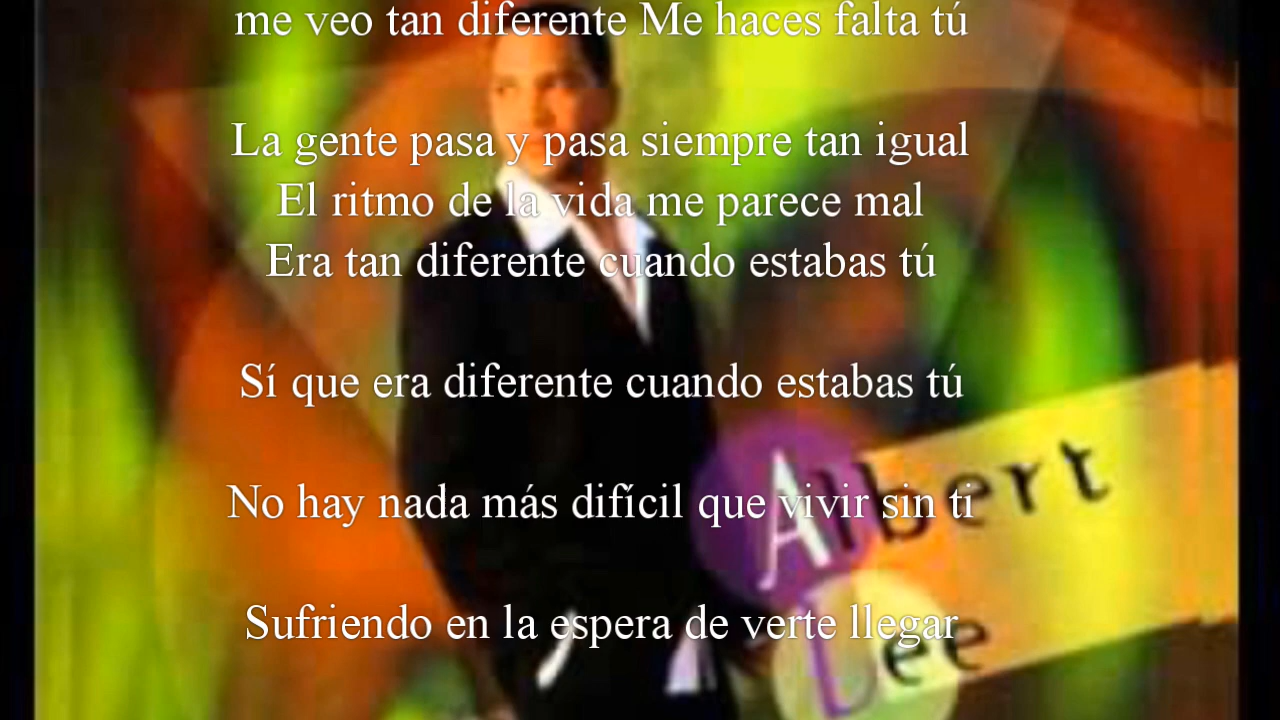 me veo tan diferente Me haces falta tú
La gente pasa y pasa siempre tan igual
El ritmo de la vida me parece mal
Era tan diferente cuando estabas tú
Sí que era diferente cuando estabas tú
No hay nada más difícil que vivir sin ti
Sufriendo en la espera de verte llegar
Albert
Lee